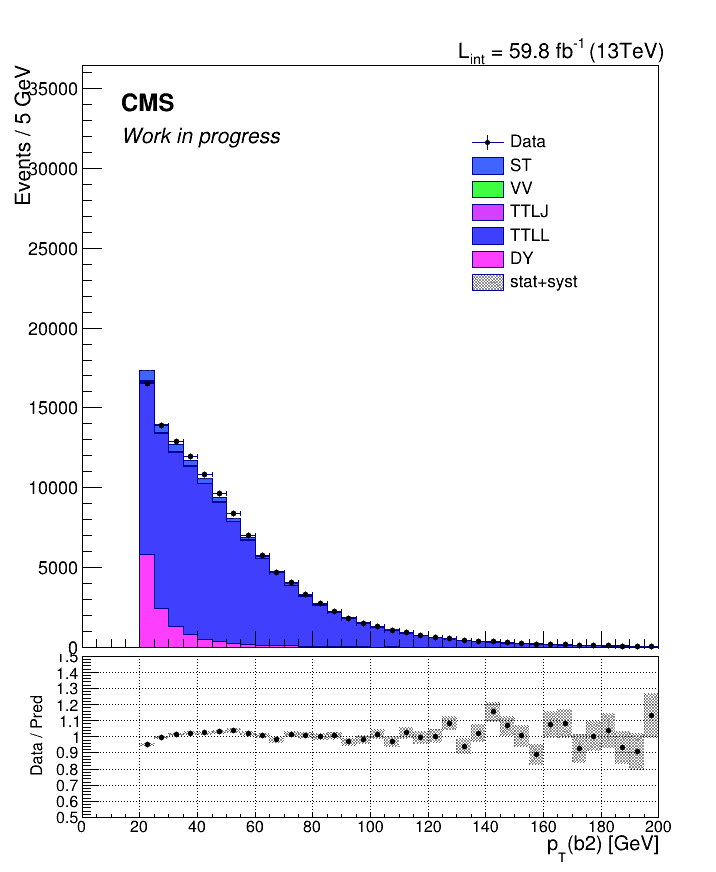 L_int = 59.8 fb⁻¹ (13TeV)
Events / 5 GeV
CMS
Work in progress
Data
ST
VV
TTLJ
TTLL
DY
stat+syst
35000
30000
25000
20000
15000
10000
5000
0
Data / Pred
1.5
1.4
1.3
1.2
1.1
1
0.9
0.8
0.7
0.6
0.5
0 20 40 60 80 100 120 140 160 180 200
p_T(b2) [GeV]